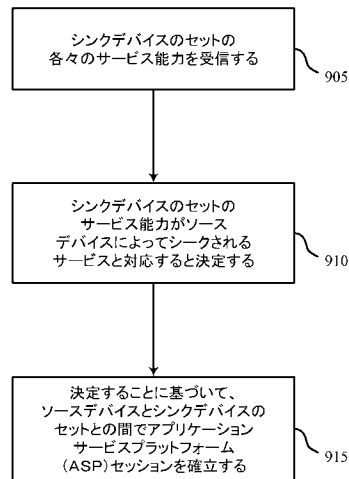 シンクデバイスのセットの
各々のサービス能力を受信する
905
シンクデバイスのセットの
サービス能力がソース
デバイスによってシークされる
サービスと対応すると決定する
910
決定することに基づいて、
ソースデバイスとシンクデバイスの
セットとの間でアプリケーション
サービスプラットフォーム
（ASP）セッションを確立する
915